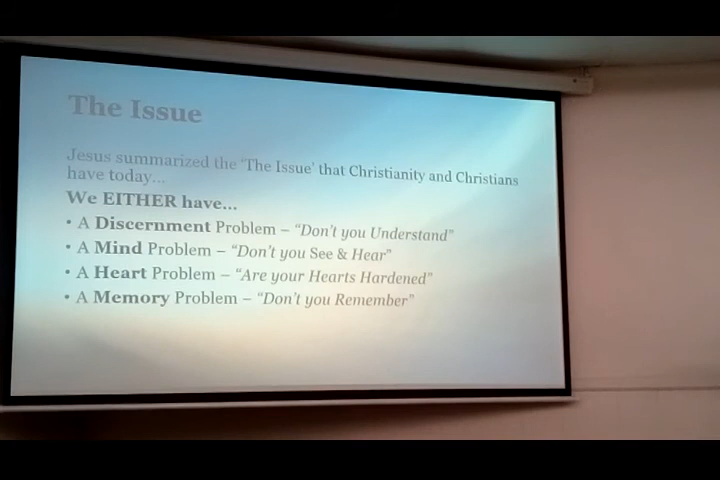 The Issue
Jesus summarized the 'The Issue' that Christianity and Christians
have today...
We EITHER have...
• A Discernment Problem – "Don't you Understand"
• A Mind Problem – "Don't you See & Hear"
• A Heart Problem – "Are your Hearts Hardened"
• A Memory Problem – "Don't you Remember"